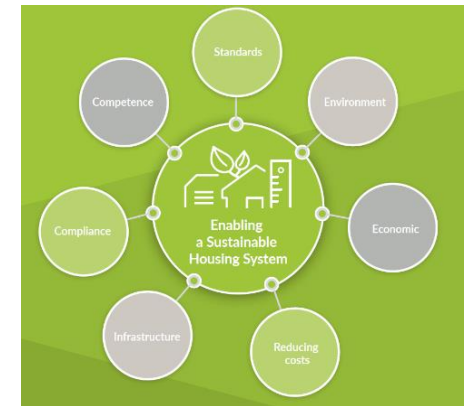 Standards
Competence
Environment
Enabling
a Sustainable
Housing System
Compliance
Economic
Infrastructure
Reducing
costs